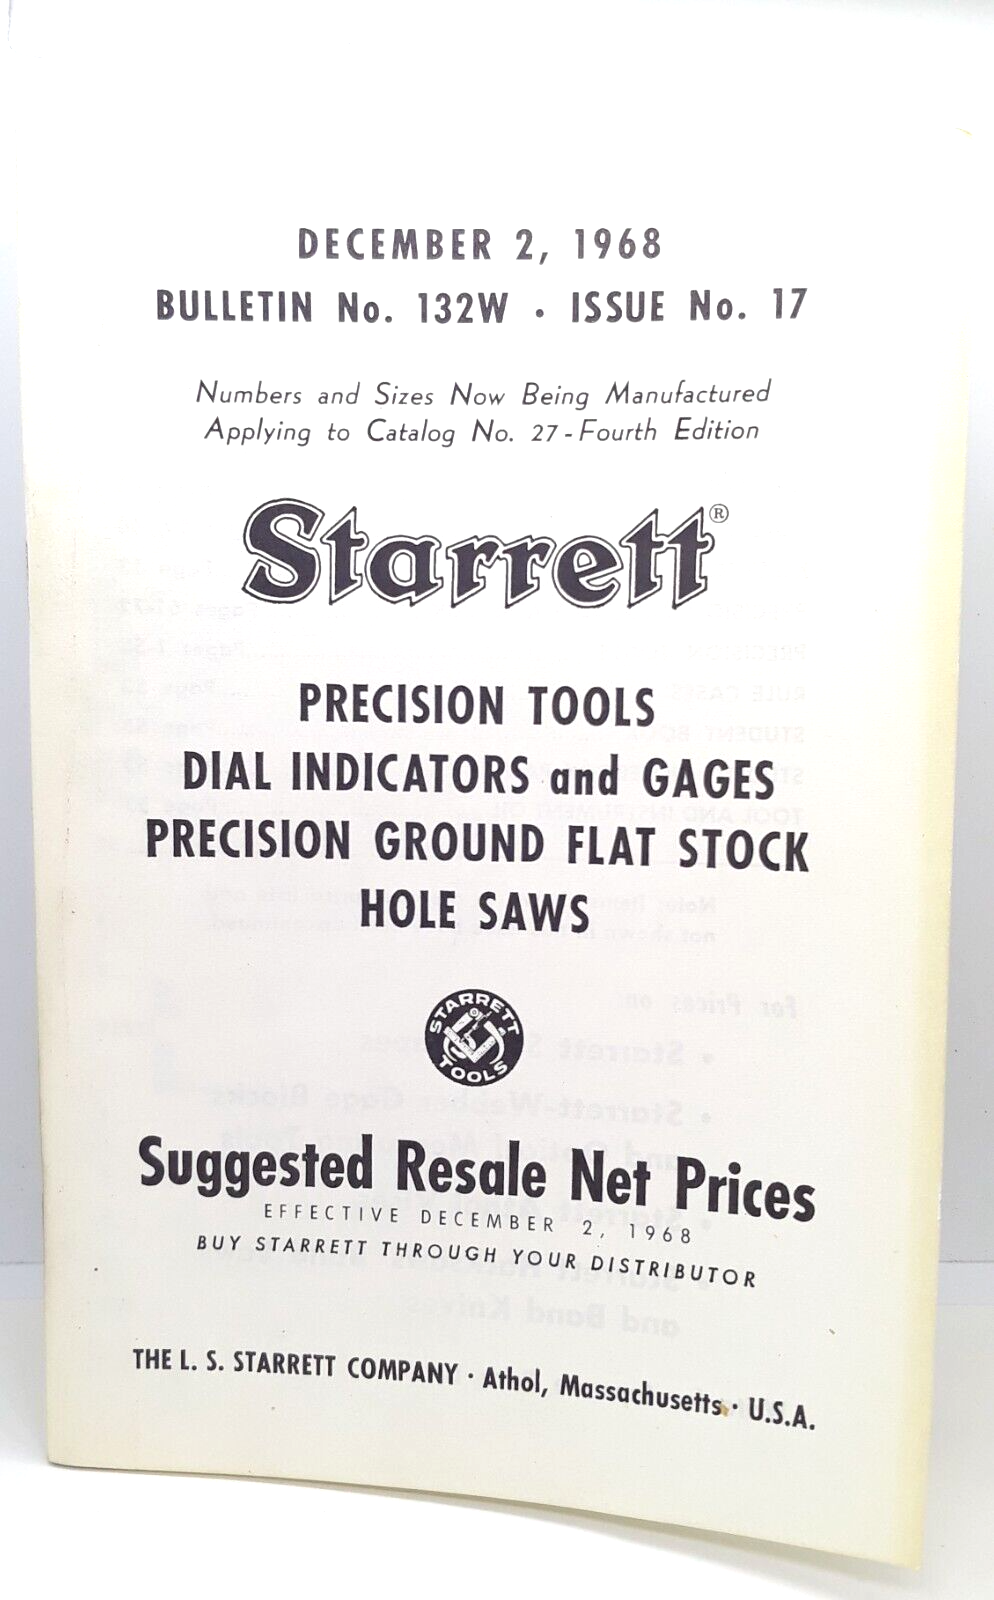 DECEMBER 2, 1968
BULLETIN No. 132W • ISSUE No. 17
Numbers and Sizes Now Being Manufactured
Applying to Catalog No. 27 - Fourth Edition
Starrett®
PRECISION TOOLS
DIAL INDICATORS and GAGES
PRECISION GROUND FLAT STOCK
HOLE SAWS
STARRETT TOOLS
Suggested Resale Net Prices
EFFECTIVE DECEMBER 2, 1968
BUY STARRETT THROUGH YOUR DISTRIBUTOR
THE L. S. STARRETT COMPANY · Athol, Massachusetts · U.S.A.